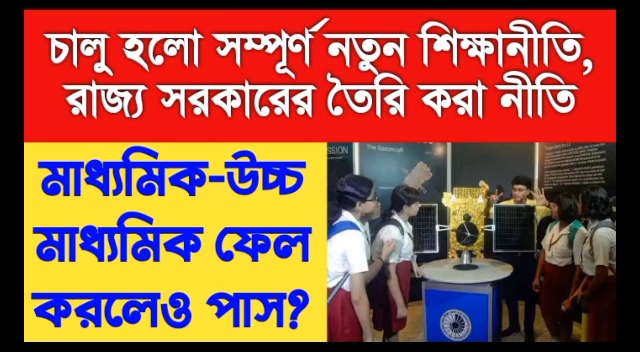 চালু হলো সম্পূর্ণ নতুন শিক্ষানীতি,
রাজ্য সরকারের তৈরি করা নীতি
মাধ্যমিক-উচ্চ
মাধ্যমিক ফেল
করলেও পাস?